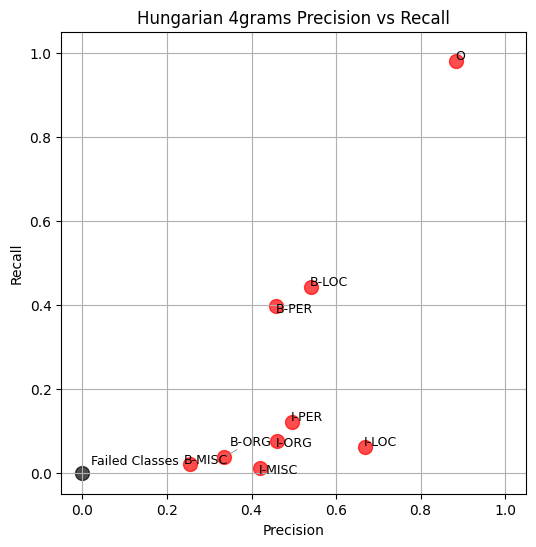 Hungarian 4grams Precision vs Recall
1.0
O
0.8
0.6
B-LOC
0.4
B-PER
0.2
I-PER
B-ORG I-ORG I-LOC
Failed Classes B-MISC
I-MISC
0.0
0.0 0.2 0.4 0.6 0.8 1.0
Precision
Recall